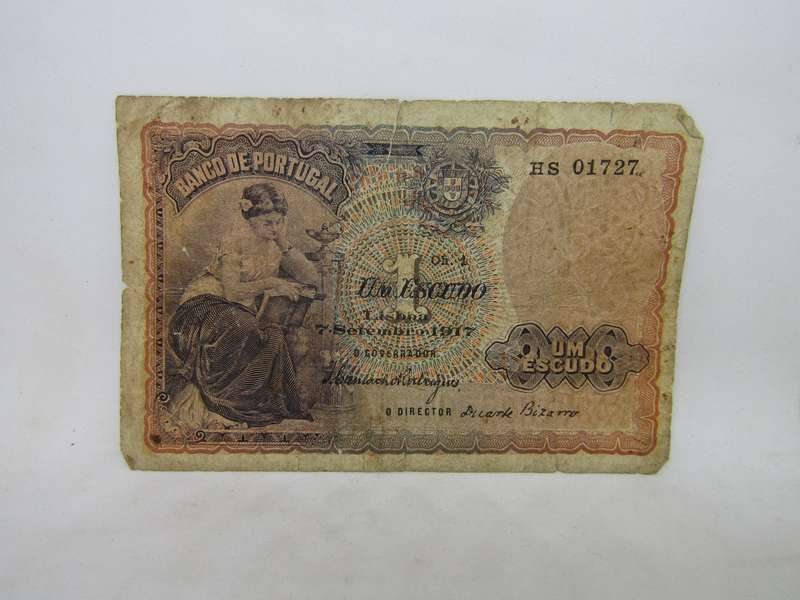 BANCO DE PORTUGAL
HS 01727
Ch. 1
1
UM ESCUDO
Lisboa
7 Setembro 1917
O GOVERNADOR
UM
ESCUDO
O DIRECTOR Duarte Bizarro